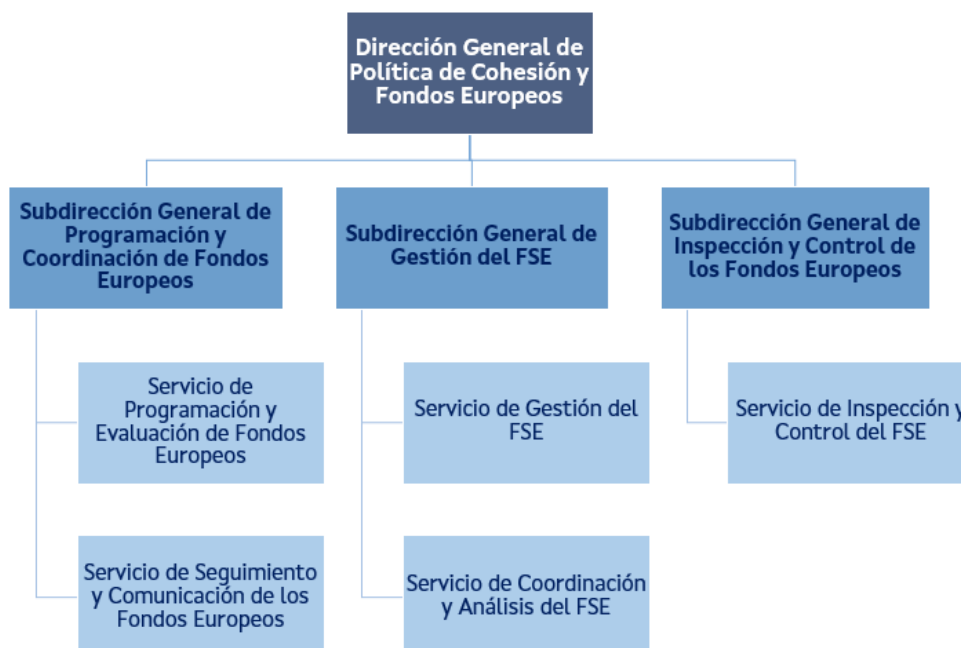 Dirección General de
Política de Cohesión y
Fondos Europeos
Subdirección General de
Programación y
Coordinación de Fondos
Europeos
Subdirección General de
Gestión del FSE
Subdirección General de
Inspección y Control de
los Fondos Europeos
Servicio de
Programación y
Evaluación de Fondos
Europeos
Servicio de Gestión del
FSE
Servicio de Inspección y
Control del FSE
Servicio de Seguimiento
y Comunicación de los
Fondos Europeos
Servicio de Coordinación
y Análisis del FSE